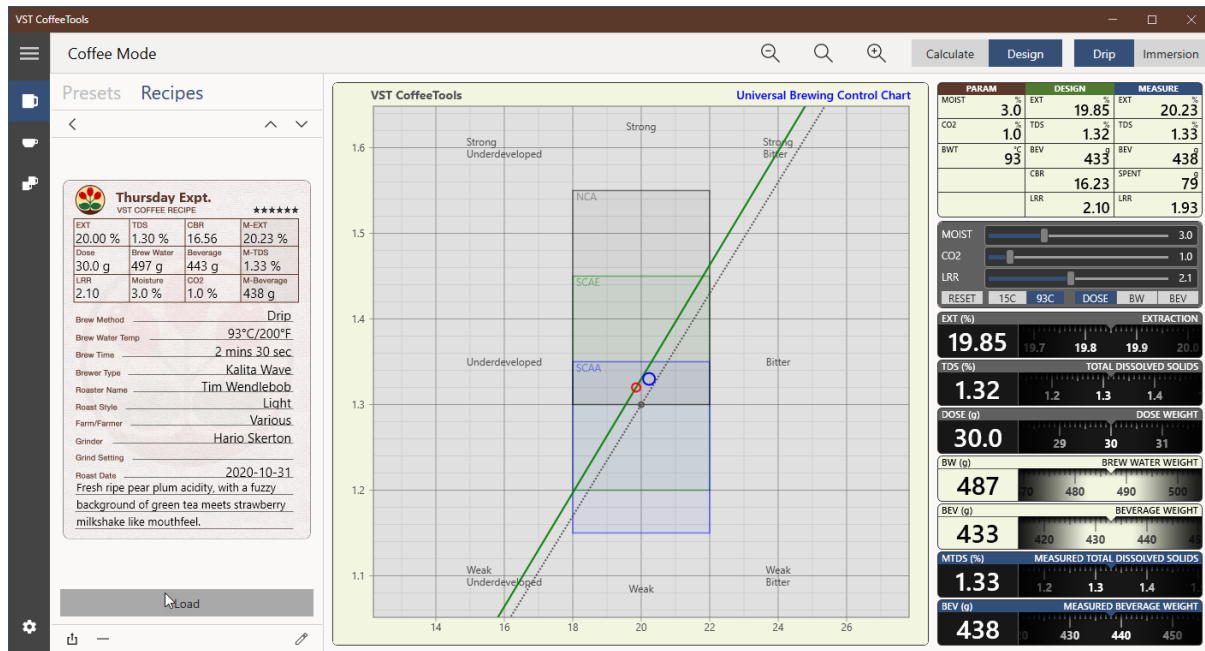 VST CoffeeTools
Coffee Mode
Calculate Design Drip Immersion
Presets Recipes
Thursday Expt.
VST COFFEE RECIPE ★★★★★★
EXT TDS CBR M-EXT
20.00 % 1.30 % 16.56 20.23 %
Dose Brew Water Beverage M-TDS
30.0 g 497 g 443 g 1.33 %
LRR Moisture CO2 M-Beverage
2.10 3.0 % 1.0 % 438 g
Brew Method Drip
Brew Water Temp 93°C/200°F
Brew Time 2 mins 30 sec
Brewer Type Kalita Wave
Roaster Name Tim Wendlebob
Roast Style Light
Farm/Farmer Various
Grinder Hario Skerton
Grind Setting
Roast Date 2020-10-31
Fresh ripe pear plum acidity, with a fuzzy
background of green tea meets strawberry
milkshake like mouthfeel.
Load
VST CoffeeTools Universal Brewing Control Chart
Strong
Strong
Underdeveloped
Strong
Bitter
NCA
SCAE
SCAA
Underdeveloped
Bitter
Weak
Underdeveloped
Weak
Weak
Bitter
1.6
1.5
1.4
1.3
1.2
1.1
14 16 18 20 22 24 26
PARAM DESIGN MEASURE
MOIST % EXT % EXT %
3.0 19.85 20.23
CO2 % TDS % TDS %
1.0 1.32 1.33
BWT °C BEV g BEV g
93 433 438
CBR SPENT g
16.23 79
LRR LRR
2.10 1.93
MOIST 3.0
CO2 1.0
LRR 2.1
RESET 15C 93C DOSE BW BEV
EXT (%) EXTRACTION
19.85 19.7 19.8 19.9 20.0
TDS (%) TOTAL DISSOLVED SOLIDS
1.32 1.2 1.3 1.4
DOSE (g) DOSE WEIGHT
30.0 29 30 31
BW (g) BREW WATER WEIGHT
487 70 480 490 500
BEV (g) BEVERAGE WEIGHT
433 420 430 440 45
MTDS (%) MEASURED TOTAL DISSOLVED SOLIDS
1.33 1.2 1.3 1.4 1.
BEV (g) MEASURED BEVERAGE WEIGHT
438 0 430 440 450